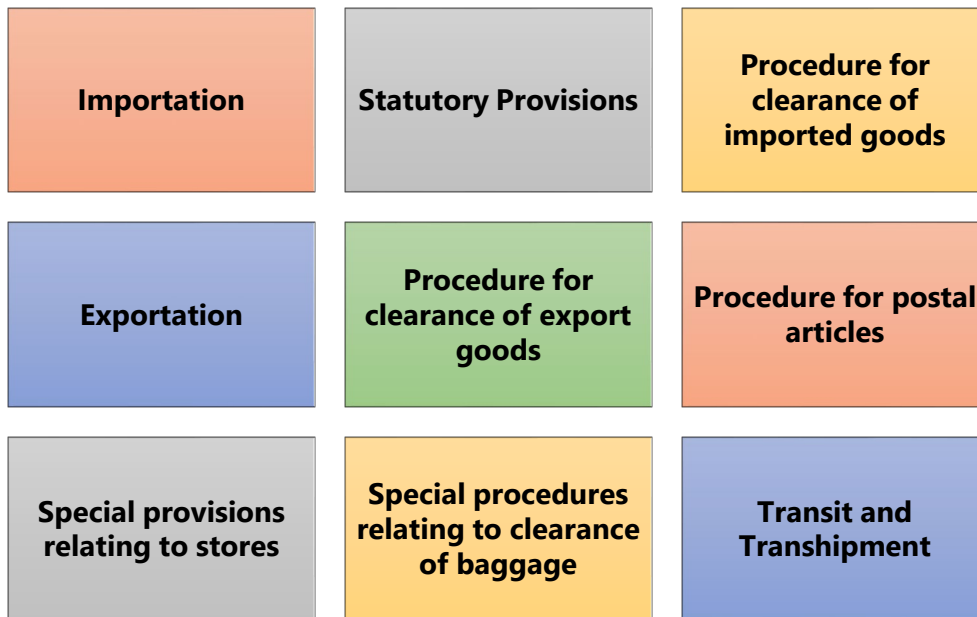 Importation
Statutory Provisions
Procedure for
clearance of
imported goods
Exportation
Procedure for
clearance of export
goods
Procedure for postal
articles
Special provisions
relating to stores
Special procedures
relating to clearance
of baggage
Transit and
Transhipment